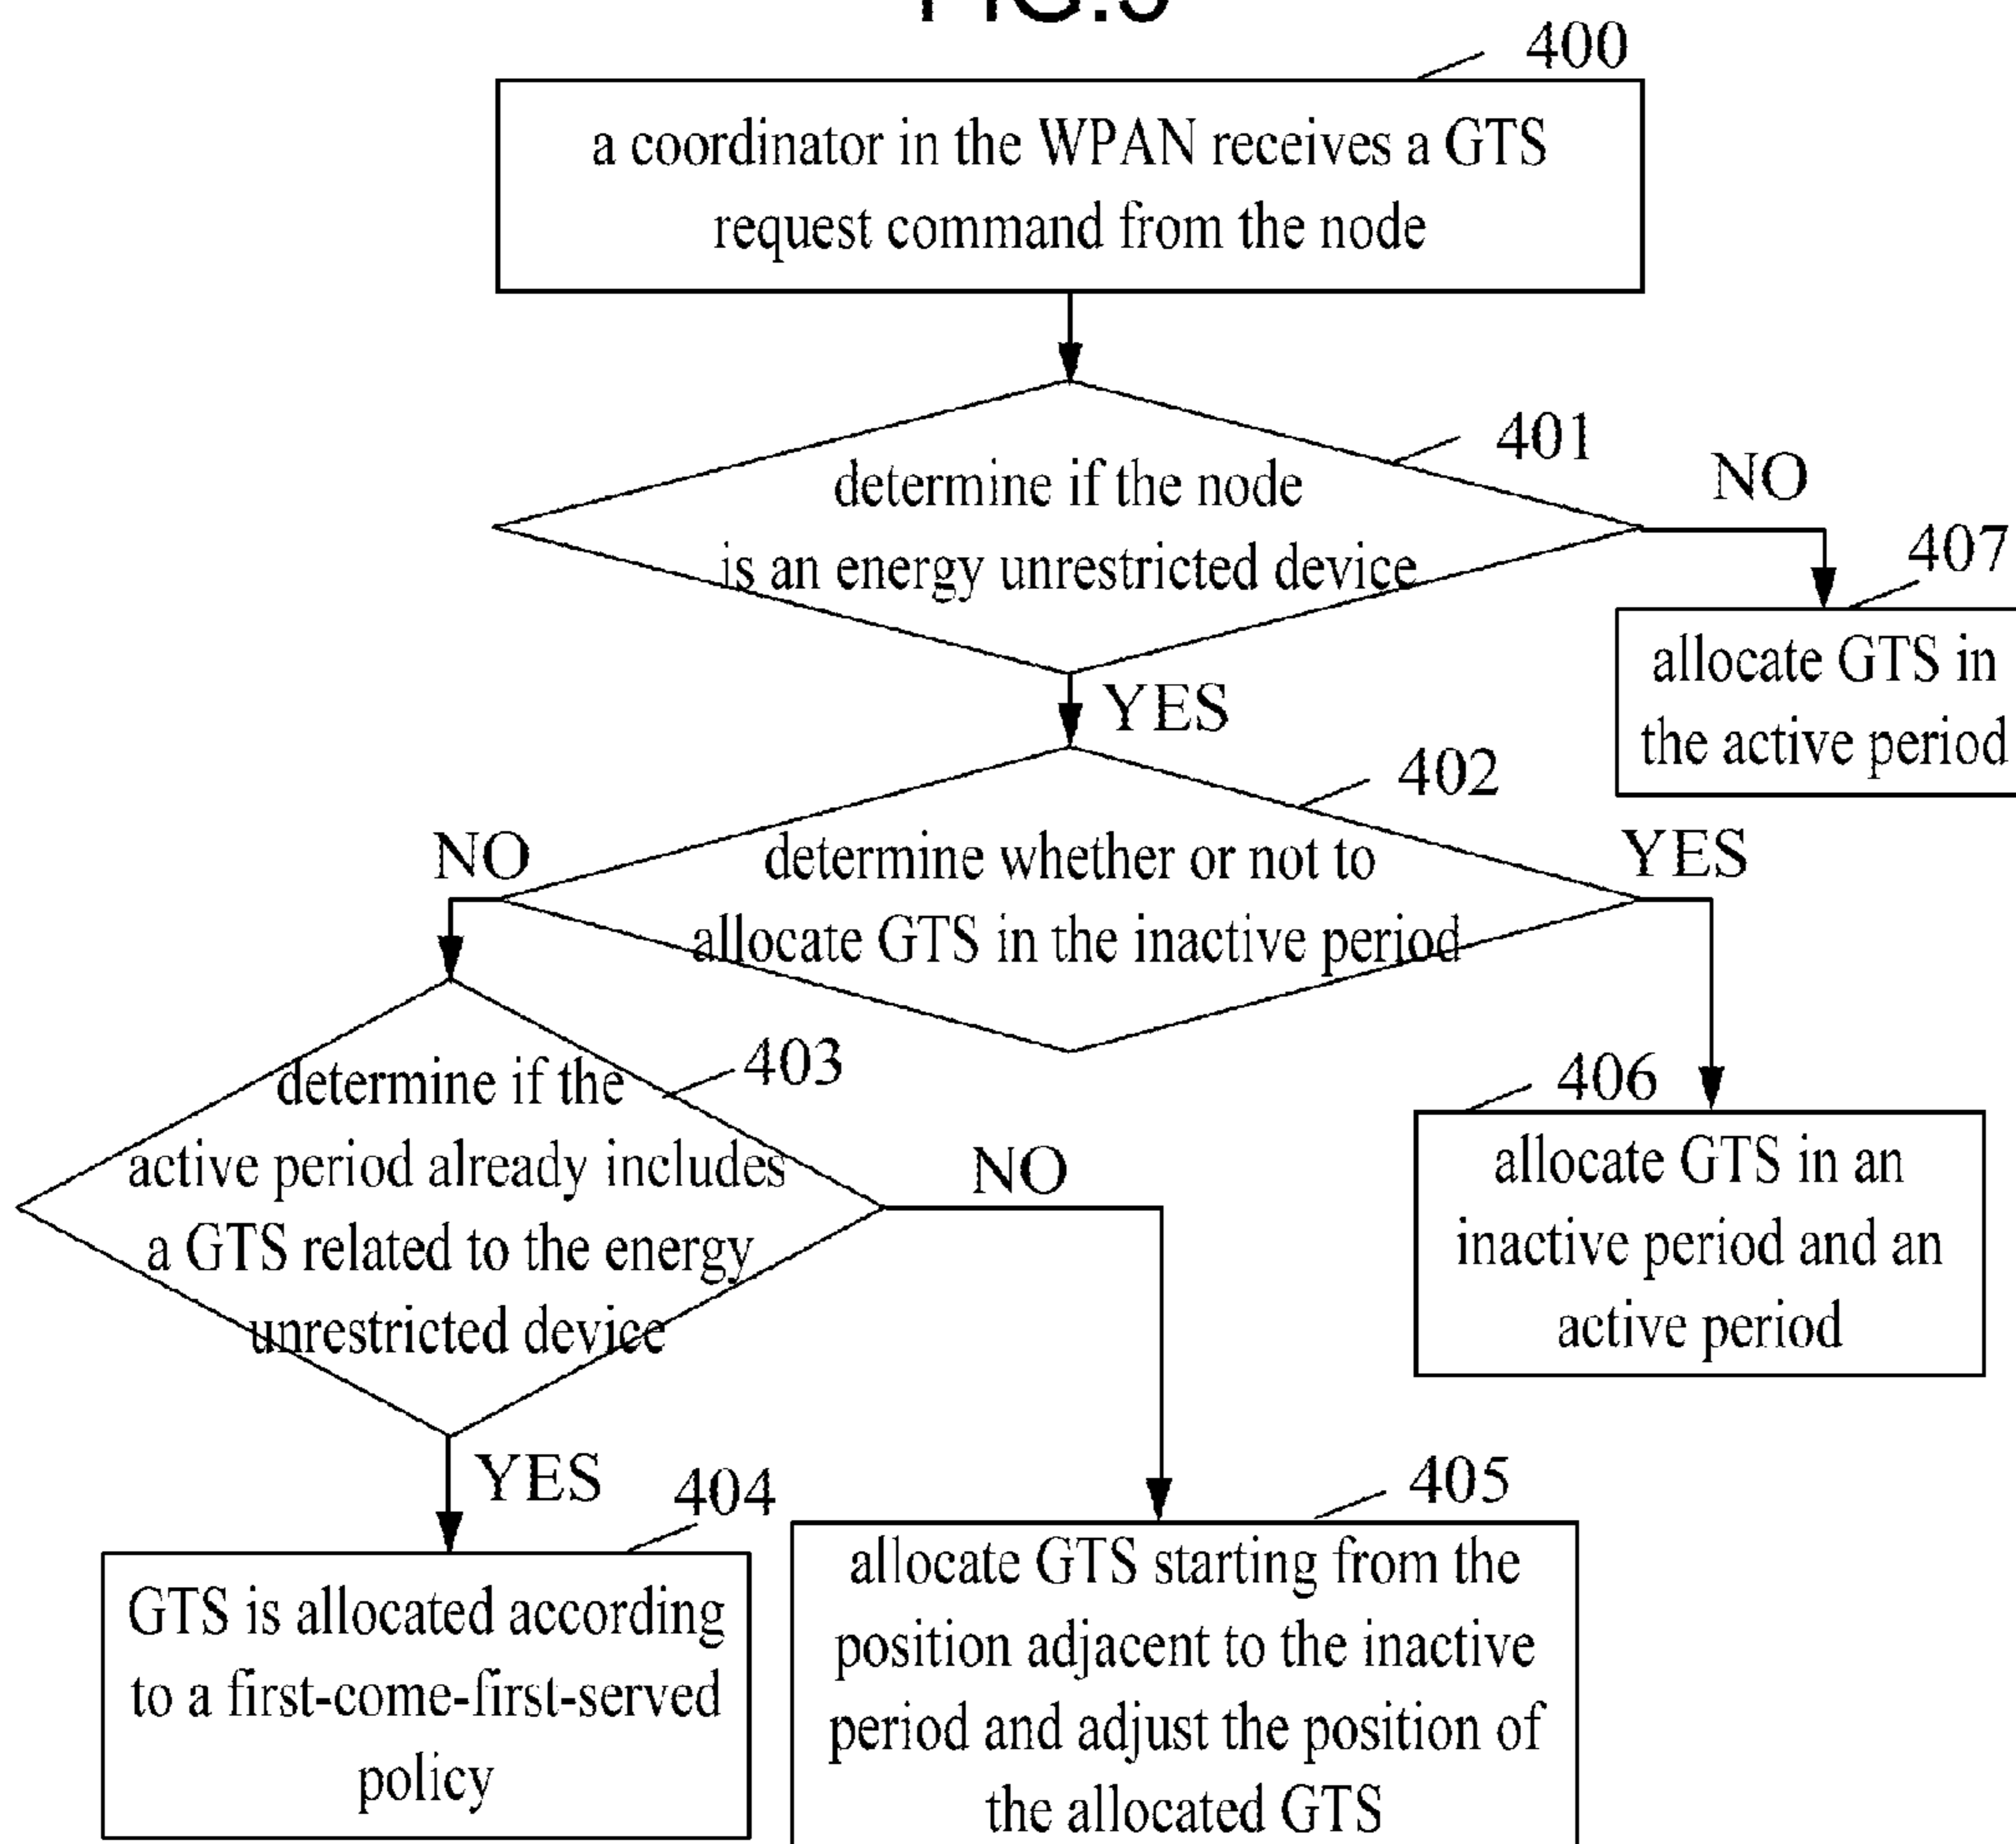 400
a coordinator in the WPAN receives a GTS
request command from the node
401
determine if the node
is an energy unrestricted device
NO
407
allocate GTS in
the active period
YES
402
determine whether or not to
allocate GTS in the inactive period
NO
YES
403
determine if the
active period already includes
a GTS related to the energy
unrestricted device
NO
406
allocate GTS in an
inactive period and an
active period
YES
404
GTS is allocated according
to a first-come-first-served
policy
405
allocate GTS starting from the
position adjacent to the inactive
period and adjust the position of
the allocated GTS